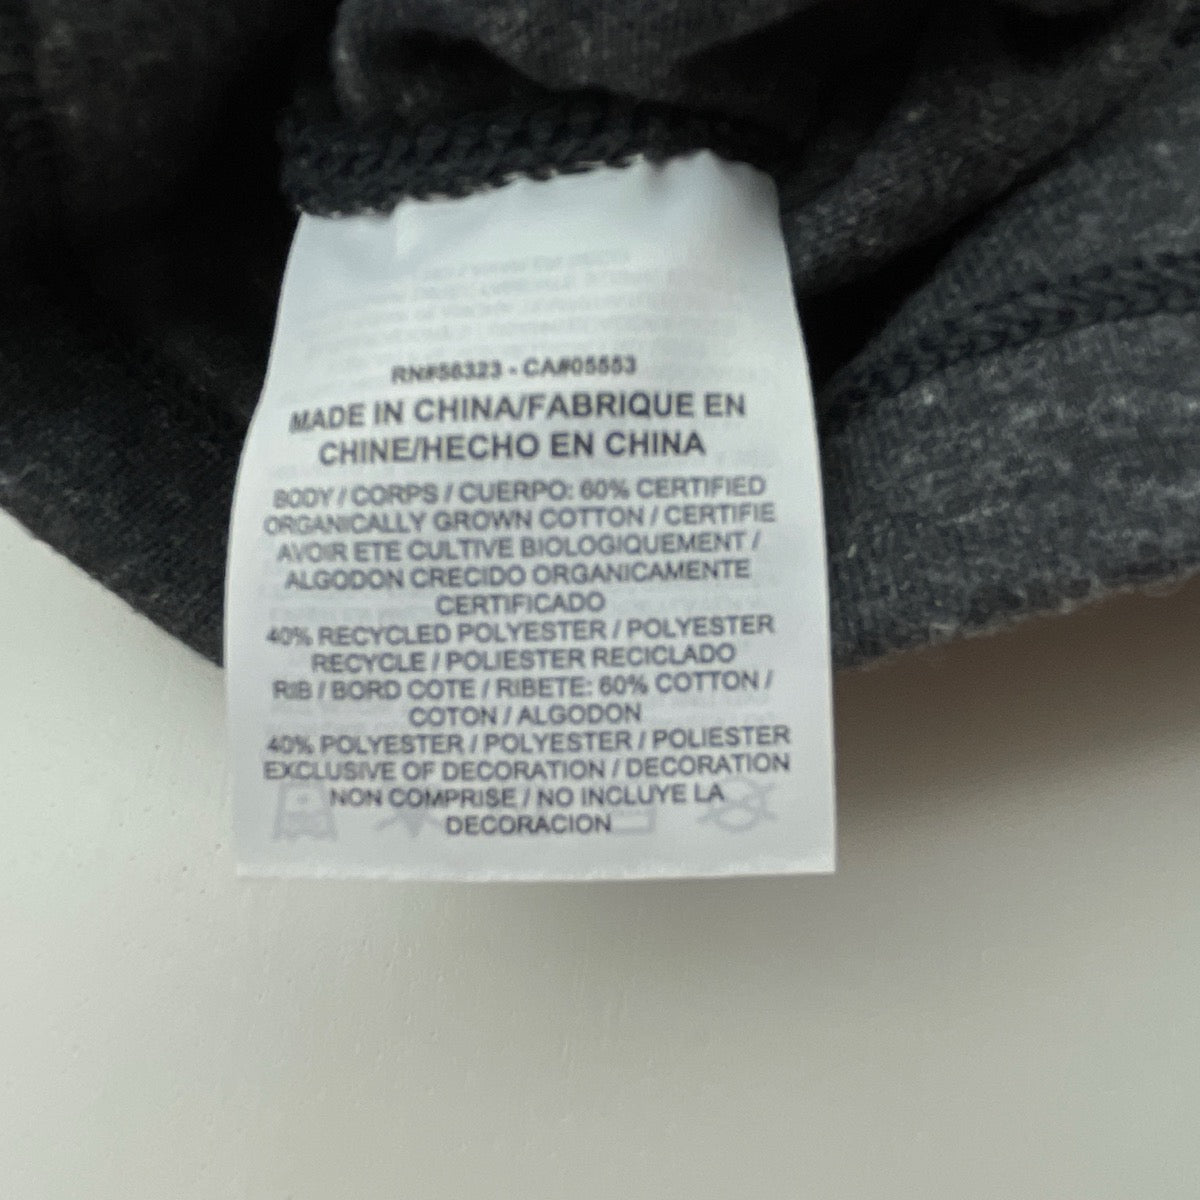 RN#56323 - CA#05553
MADE IN CHINA/FABRIQUE EN
CHINE/HECHO EN CHINA
BODY / CORPS / CUERPO: 60% CERTIFIED
ORGANICALLY GROWN COTTON / CERTIFIE
AVOIR ETE CULTIVE BIOLOGIQUEMENT /
ALGODON CRECIDO ORGANICAMENTE
CERTIFICADO
40% RECYCLED POLYESTER / POLYESTER
RECYCLE / POLIESTER RECICLADO
RIB / BORD COTE / RIBETE: 60% COTTON /
COTON / ALGODON
40% POLYESTER / POLYESTER / POLIESTER
EXCLUSIVE OF DECORATION / DECORATION
NON COMPRISE / NO INCLUYE LA
DECORACION